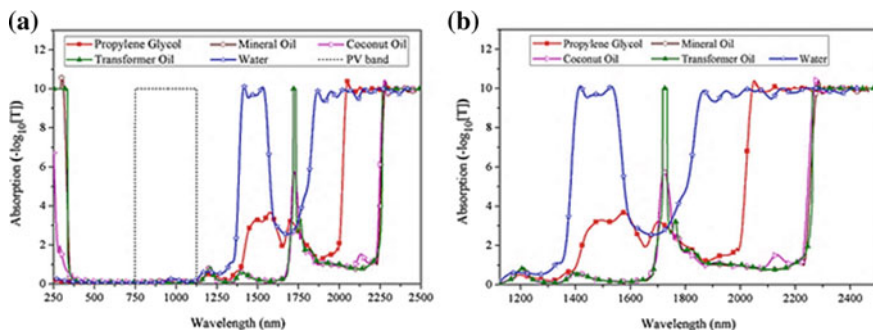 (a)
Propylene Glycol Mineral Oil Coconut Oil
Transformer Oil Water PV band
12
10
8
6
4
2
0
Absorption (-log10[T])
250 500 750 1000 1250 1500 1750 2000 2250 2500
Wavelength (nm)
(b)
Propylene Glycol Mineral Oil
Coconut Oil Transformer Oil Water
12
10
8
6
4
2
0
Absorption (-log10[T])
1200 1400 1600 1800 2000 2200 2400
Wavelength (nm)